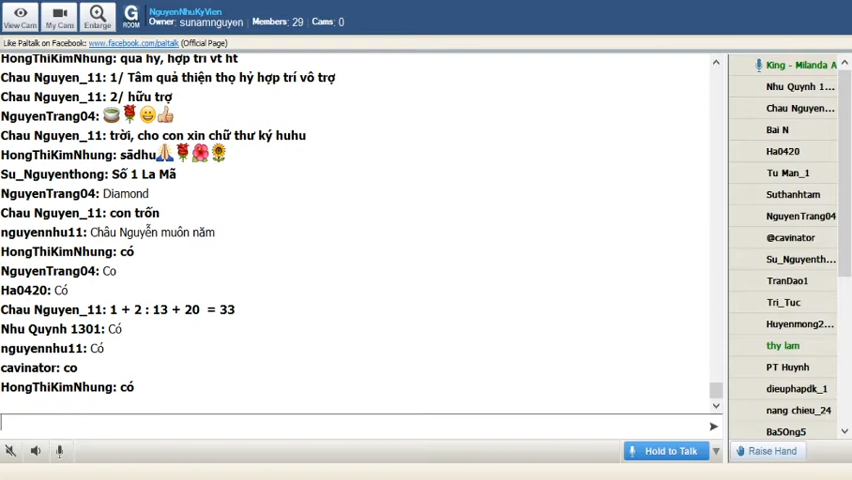 View Cam
My Cam
Enlarge
G
ROOM
NguyenNhuKyVien
Owner: sunamnguyen Members: 29 Cams: 0
Like Paltalk on Facebook: www.facebook.com/paltalk (Official Page)
HongThiKimNhung: quả hỷ, hợp trí vt ht
Chau Nguyen_11: 1/ Tâm quả thiện thọ hỷ hợp trí vô trợ
Chau Nguyen_11: 2/ hữu trợ
NguyenTrang04:
Chau Nguyen_11: trời, cho con xin chữ thư ký huhu
HongThiKimNhung: sādhu
Su_Nguyenthong: Số 1 La Mã
NguyenTrang04: Diamond
Chau Nguyen_11: con trốn
nguyennhu11: Châu Nguyễn muôn năm
HongThiKimNhung: có
NguyenTrang04: Co
Ha0420: Có
Chau Nguyen_11: 1 + 2 : 13 + 20 = 33
Nhu Quynh 1301: Có
nguyennhu11: Có
cavinator: co
HongThiKimNhung: có
Hold to Talk
King - Milanda A
Nhu Quynh 1...
Chau Nguyen...
Bai N
Ha0420
Tu Man_1
Suthanhtam
NguyenTrang04
@cavinator
Su_Nguyenth...
TranDao1
Tri_Tuc
Huyenmong2...
thy lam
PT Huynh
dieuphapdk_1
nang chieu_24
Ba5Ong5
Raise Hand